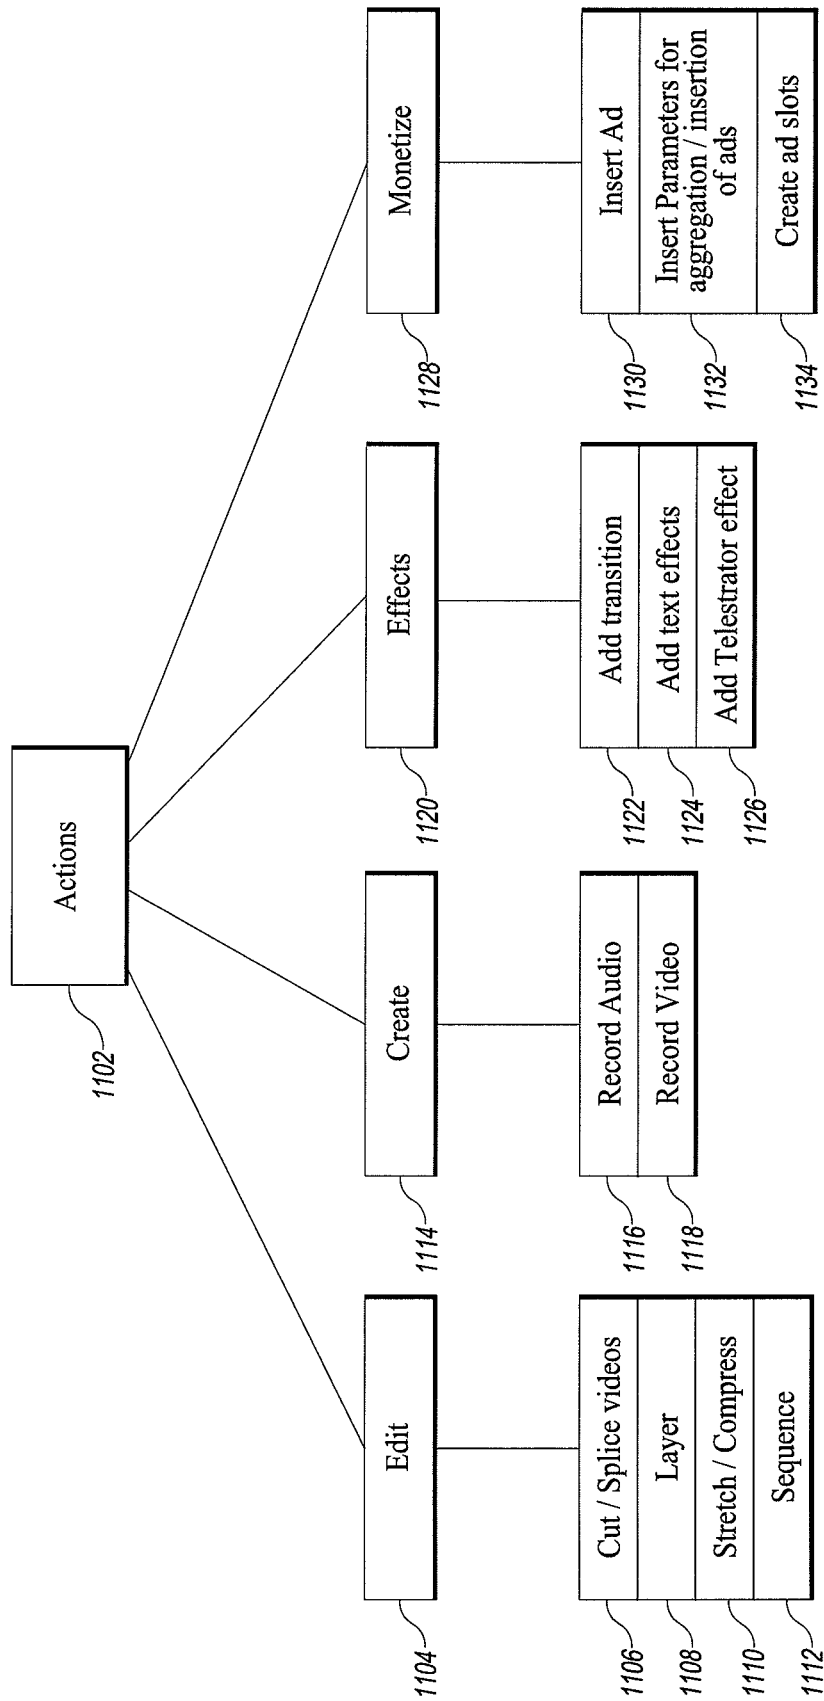 Actions
1102
Edit
1104
Cut / Splice videos
1106
Layer
1108
Stretch / Compress
1110
Sequence
1112
Create
1114
Record Audio
1116
Record Video
1118
Effects
1120
Add transition
1122
Add text effects
1124
Add Telestrator effect
1126
Monetize
1128
Insert Ad
1130
Insert Parameters for
aggregation / insertion
of ads
1132
Create ad slots
1134